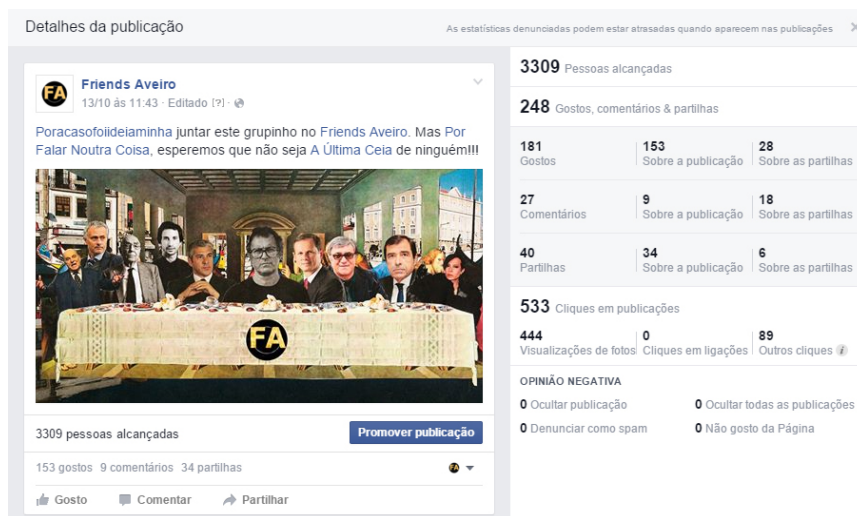 Detalhes da publicação
As estatísticas denunciadas podem estar atrasadas quando aparecem nas publicações
Friends Aveiro
13/10 ás 11:43 · Editado [?] ·
Poracasofoiideiaminha juntar este grupinho no Friends Aveiro. Mas Por
Falar Noutra Coisa, esperemos que não seja A Última Ceia de ninguém!!!
FA
3309 pessoas alcançadas
Promover publicação
153 gostos 9 comentários 34 partilhas
Gosto Comentar Partilhar
3309 Pessoas alcançadas
248 Gostos, comentários & partilhas
181 153 28
Gostos Sobre a publicação Sobre as partilhas
27 9 18
Comentários Sobre a publicação Sobre as partilhas
40 34 6
Partilhas Sobre a publicação Sobre as partilhas
533 Cliques em publicações
444 0 89
Visualizações de fotos Cliques em ligações Outros cliques
OPINIÃO NEGATIVA
0 Ocultar publicação 0 Ocultar todas as publicações
0 Denunciar como spam 0 Não gosto da Página